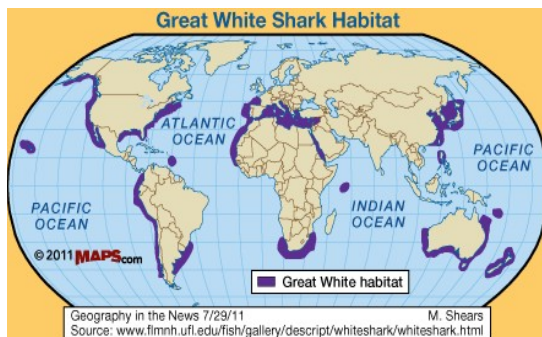 Great White Shark Habitat
ATLANTIC
OCEAN
PACIFIC
OCEAN
PACIFIC
OCEAN
INDIAN
OCEAN
© 2011 MAPS.com
Great White habitat
Geography in the News 7/29/11 M. Shears
Source: www.flmnh.ufl.edu/fish/gallery/descript/whiteshark/whiteshark.html